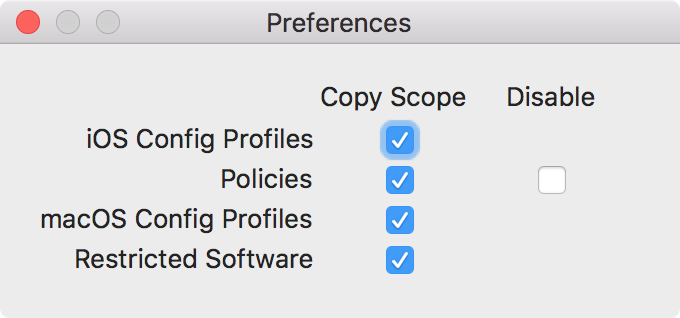 Preferences
Copy Scope Disable
iOS Config Profiles
Policies
macOS Config Profiles
Restricted Software